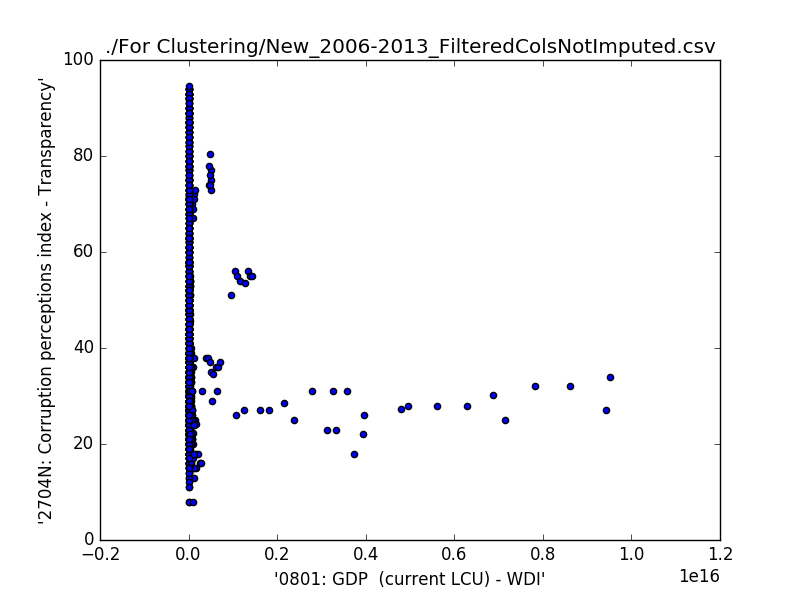 ./For Clustering/New_2006-2013_FilteredColsNotImputed.csv
100
80
60
40
20
0
'2704N: Corruption perceptions index - Transparency'
−0.2 0.0 0.2 0.4 0.6 0.8 1.0 1.2
1e16
'0801: GDP  (current LCU) - WDI'